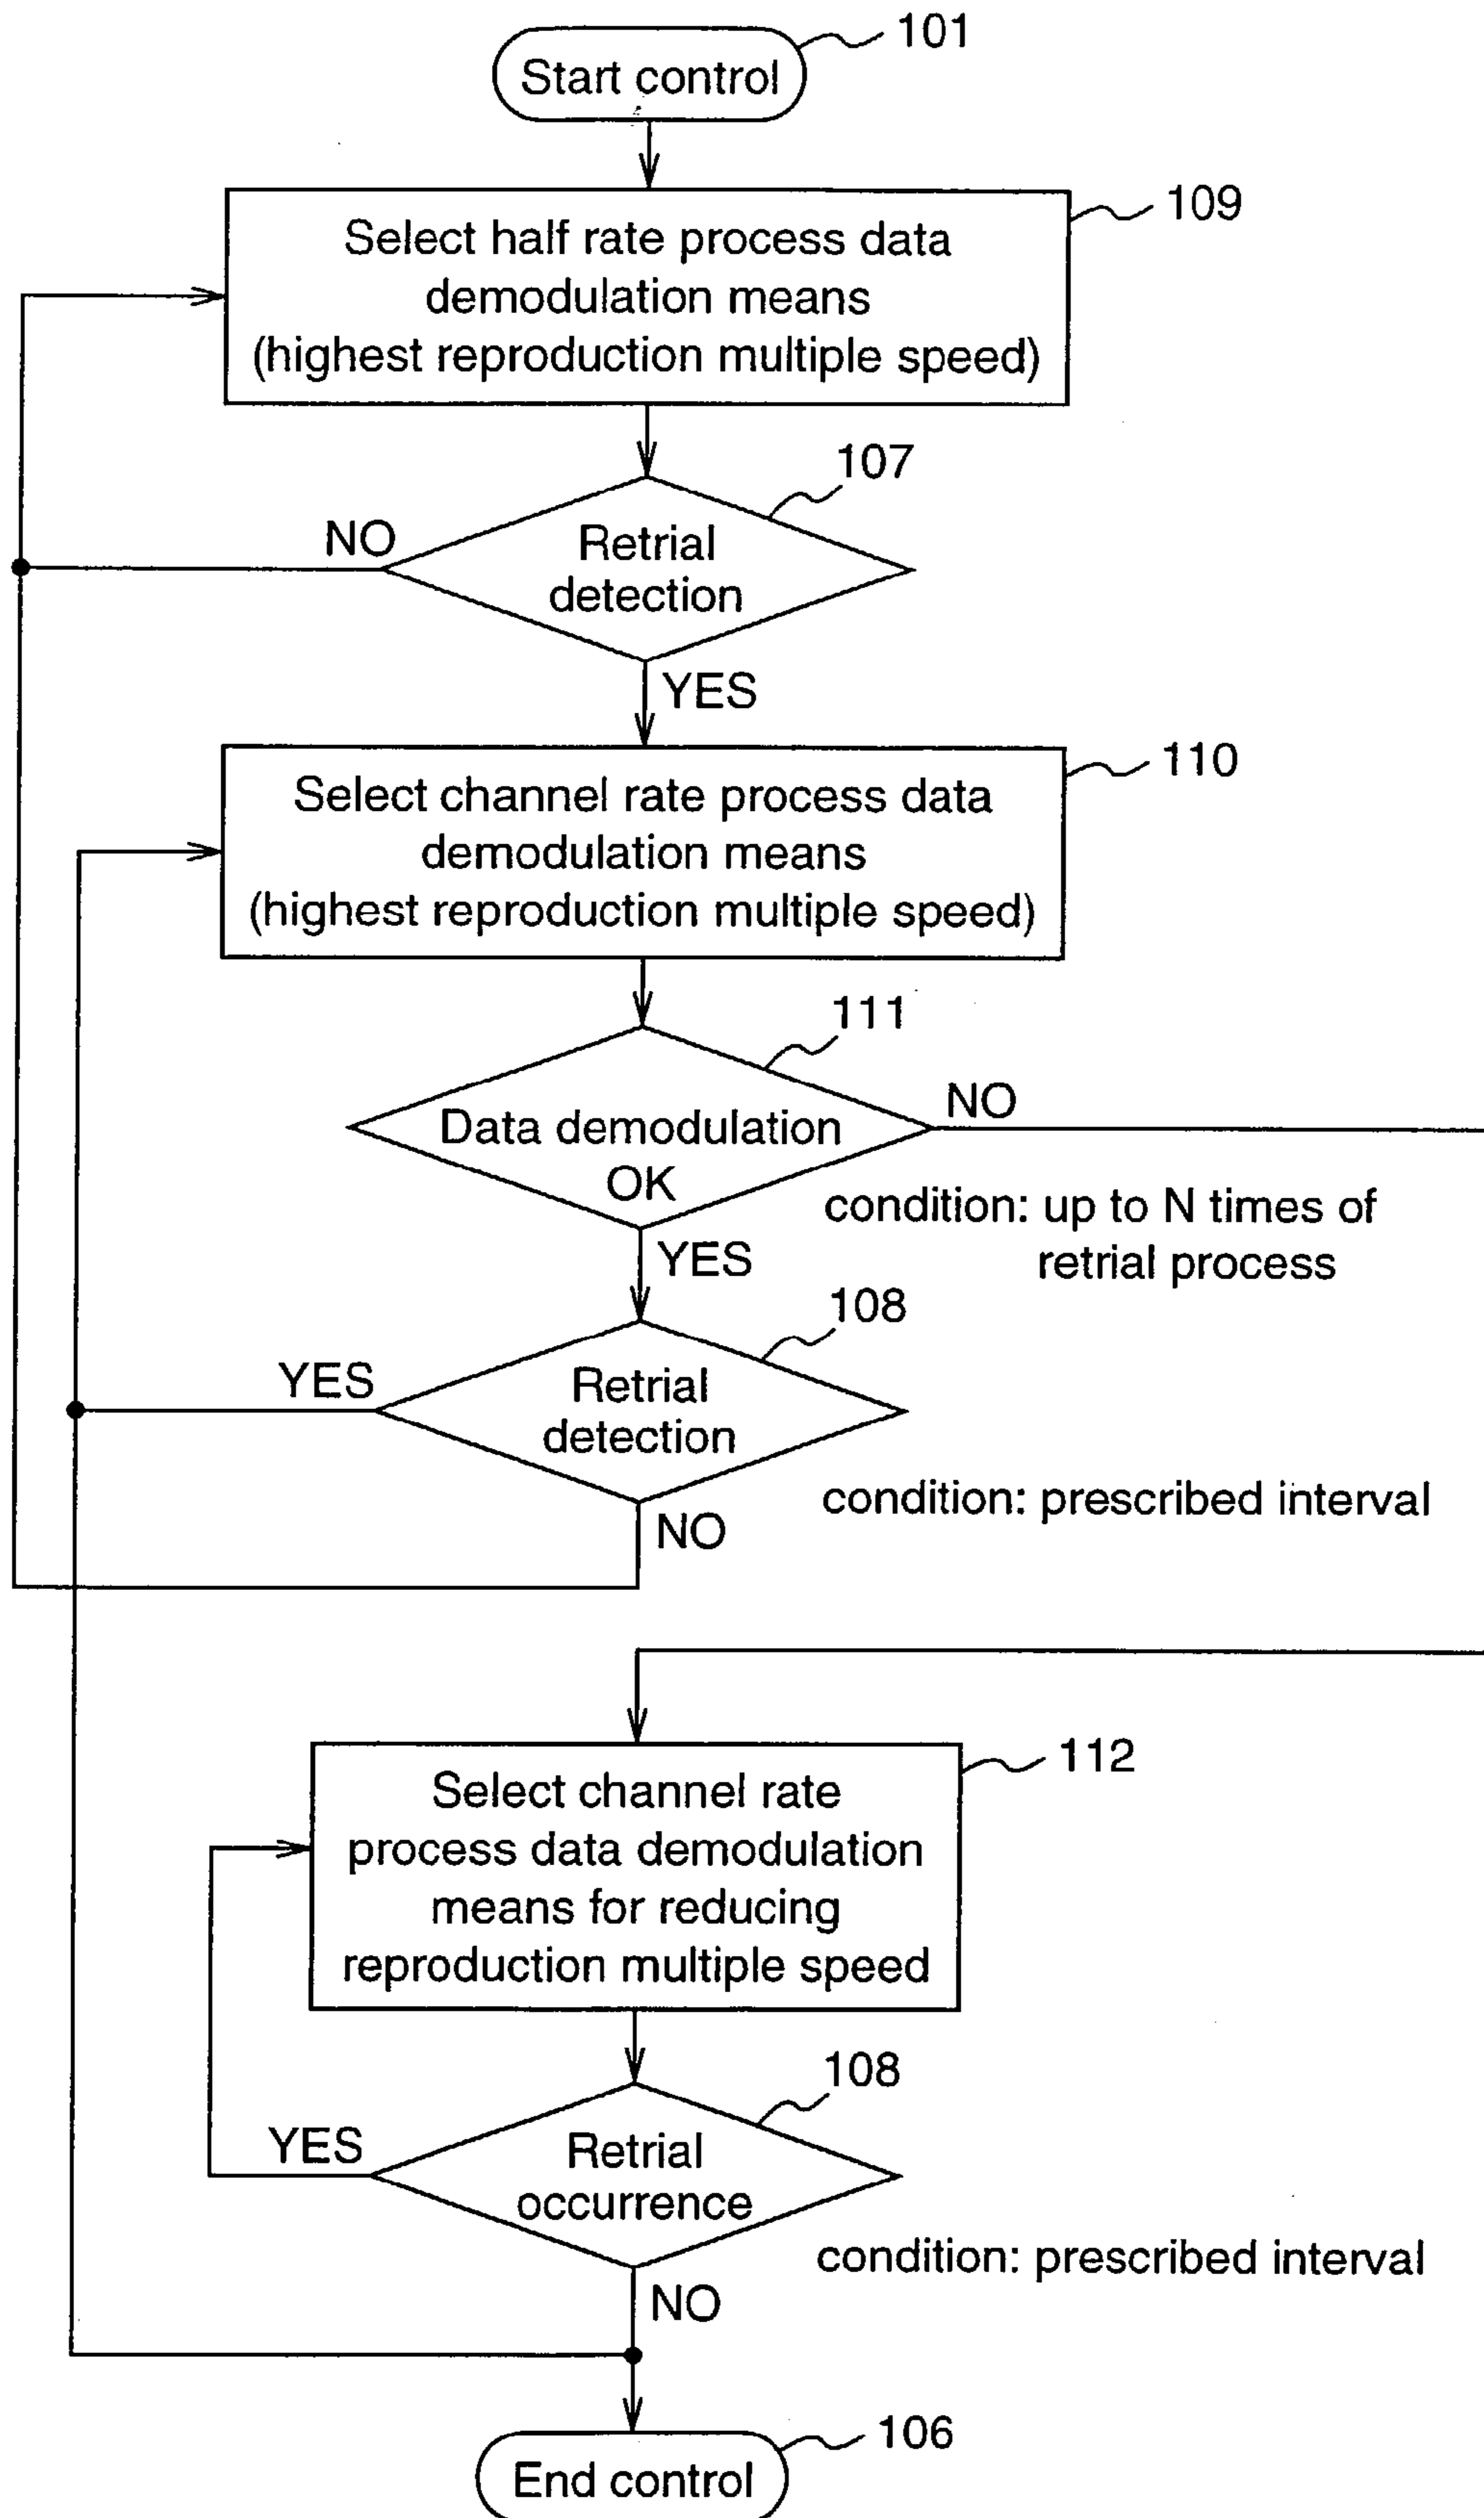 101
Start control
109
Select half rate process data
demodulation means
(highest reproduction multiple speed)
107
NO
Retrial
detection
YES
110
Select channel rate process data
demodulation means
(highest reproduction multiple speed)
111
NO
Data demodulation
OK
condition: up to N times of
retrial process
YES
108
YES
Retrial
detection
condition: prescribed interval
NO
112
Select channel rate
process data demodulation
means for reducing
reproduction multiple speed
108
YES
Retrial
occurrence
condition: prescribed interval
NO
106
End control